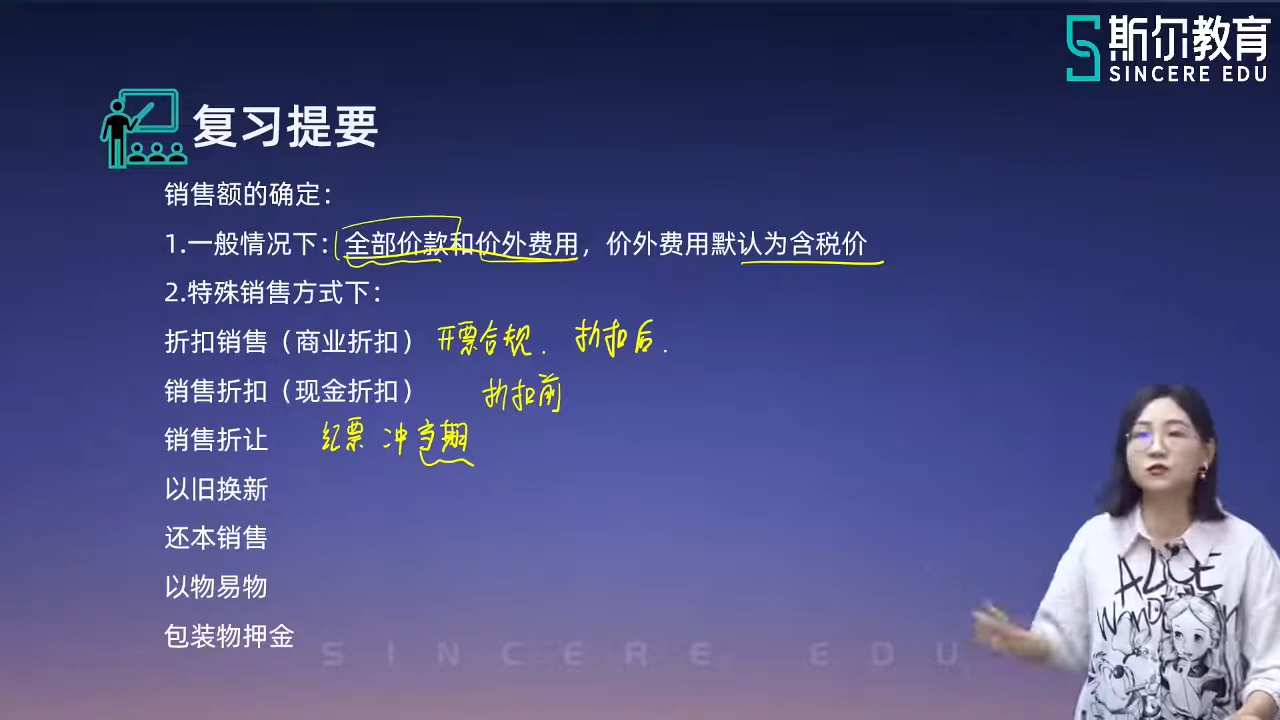 斯尔教育
SINCERE EDU
复习提要
销售额的确定：
1.一般情况下：全部价款和价外费用，价外费用默认为含税价
2.特殊销售方式下：
折扣销售（商业折扣） 开票合规. 折扣后.
销售折扣（现金折扣） 折扣前
销售折让 红票 冲当期
以旧换新
还本销售
以物易物
包装物押金
SINCERE EDU
ALICE